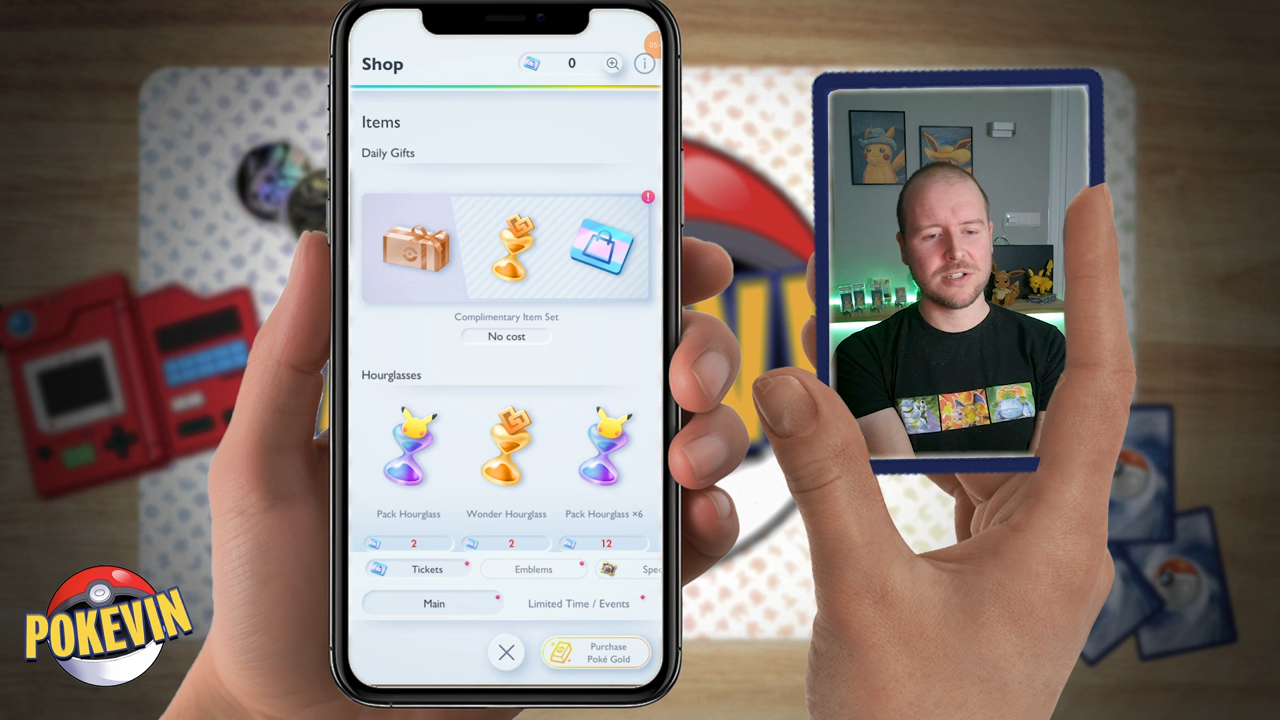 Shop
0
Items
Daily Gifts
Complimentary Item Set
No cost
Hourglasses
Pack Hourglass
Wonder Hourglass
Pack Hourglass ×6
2
2
12
Tickets
Emblems
Main
Limited Time / Events
Purchase
Poké Gold
POKEVIN